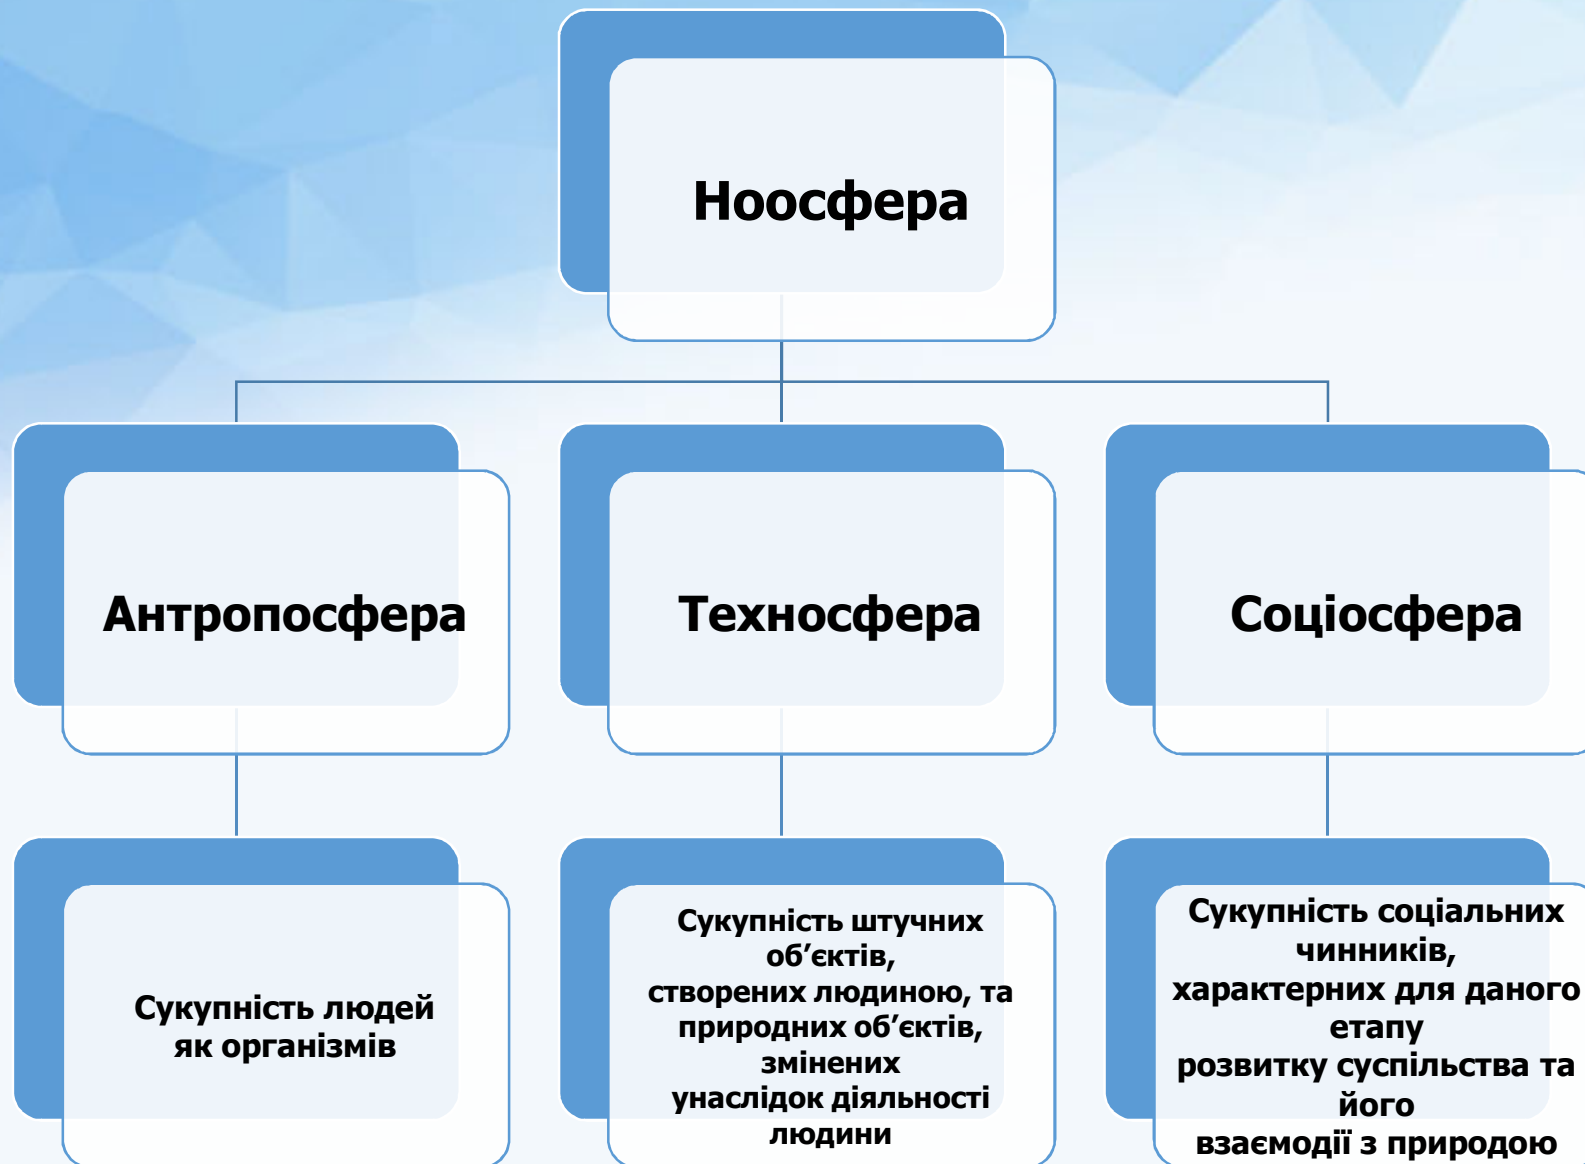 Ноосфера
Антропосфера
Техносфера
Соціосфера
Сукупність людей
як організмів
Сукупність штучних
об’єктів,
створених людиною, та
природних об’єктів,
змінених
унаслідок діяльності
людини
Сукупність соціальних
чинників,
характерних для даного
етапу
розвитку суспільства та
його
взаємодії з природою